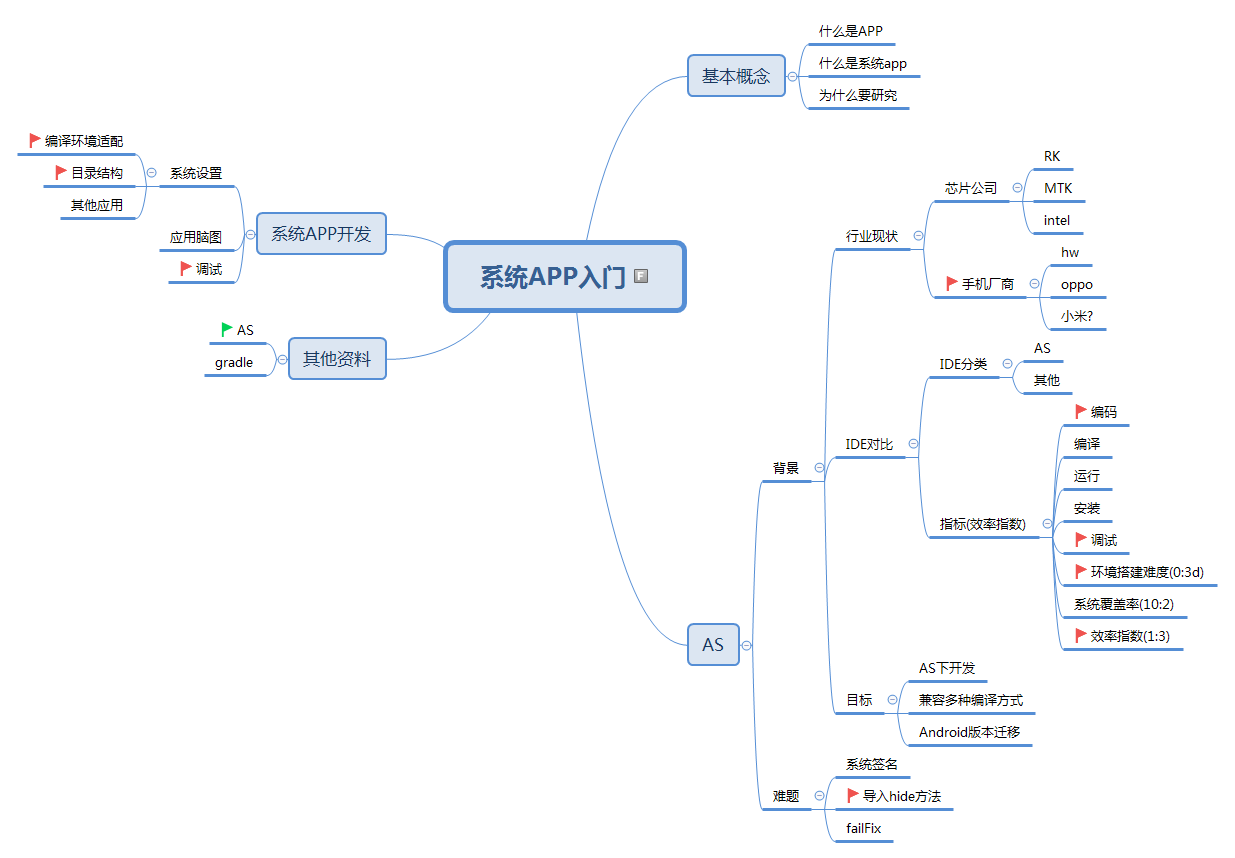 系统APP入门
基本概念
什么是APP
什么是系统app
为什么要研究
AS
背景
行业现状
芯片公司
RK
MTK
intel
手机厂商
hw
oppo
小米?
IDE对比
IDE分类
AS
其他
指标(效率指数)
编码
编译
运行
安装
调试
环境搭建难度(0:3d)
系统覆盖率(10:2)
效率指数(1:3)
目标
AS下开发
兼容多种编译方式
Android版本迁移
难题
系统签名
导入hide方法
failFix
系统APP开发
系统设置
编译环境适配
目录结构
其他应用
应用脑图
调试
其他资料
AS
gradle